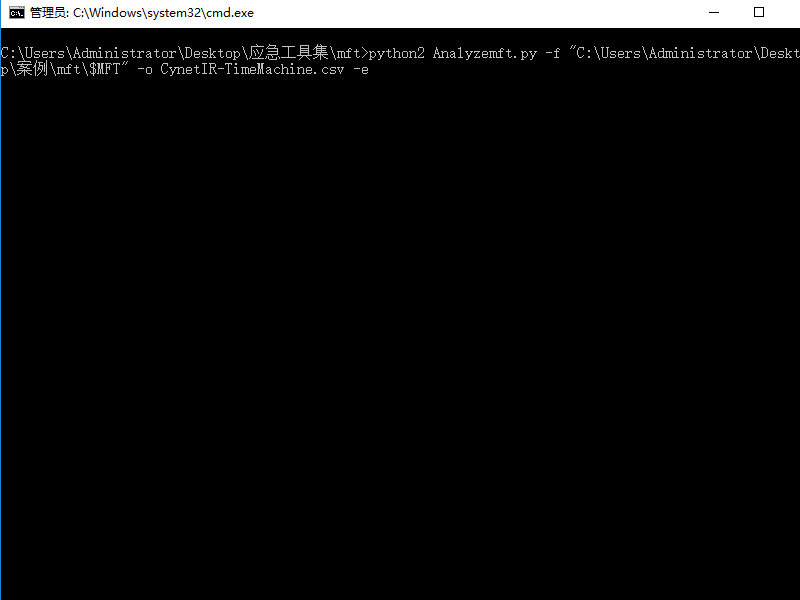 管理员: C:\Windows\system32\cmd.exe
C:\Users\Administrator\Desktop\应急工具集\mft>python2 Analyzemft.py -f "C:\Users\Administrator\Deskto
p\案例\mft\$MFT" -o CynetIR-TimeMachine.csv -e